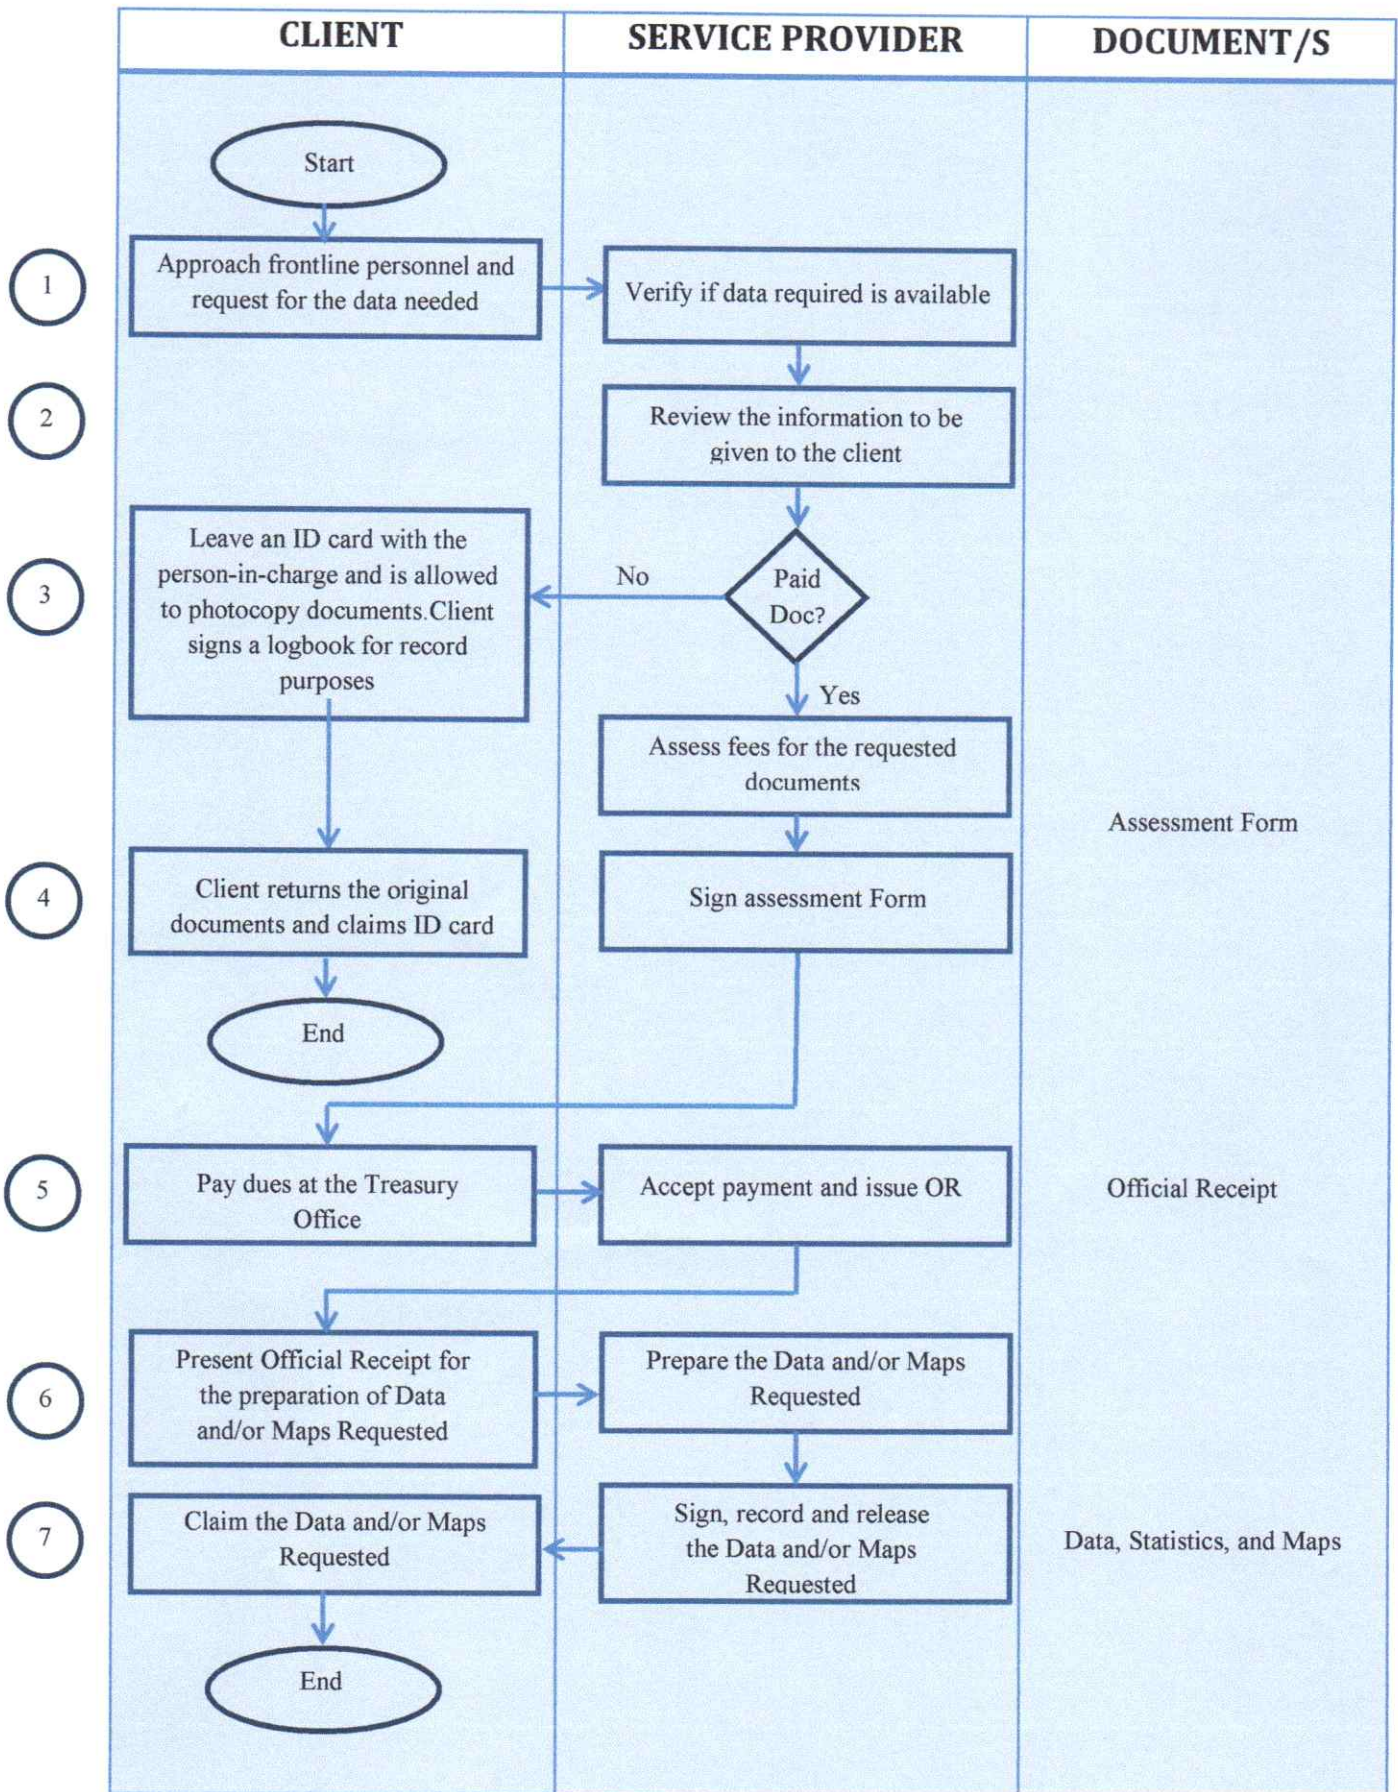 CLIENT
SERVICE PROVIDER
DOCUMENT/S
Start
1
Approach frontline personnel and
request for the data needed
Verify if data required is available
2
Review the information to be
given to the client
3
Leave an ID card with the
person-in-charge and is allowed
to photocopy documents.Client
signs a logbook for record
purposes
No
Paid
Doc?
Yes
Assess fees for the requested
documents
Assessment Form
4
Client returns the original
documents and claims ID card
Sign assessment Form
End
5
Pay dues at the Treasury
Office
Accept payment and issue OR
Official Receipt
6
Present Official Receipt for
the preparation of Data
and/or Maps Requested
Prepare the Data and/or Maps
Requested
7
Claim the Data and/or Maps
Requested
Sign, record and release
the Data and/or Maps
Requested
Data, Statistics, and Maps
End